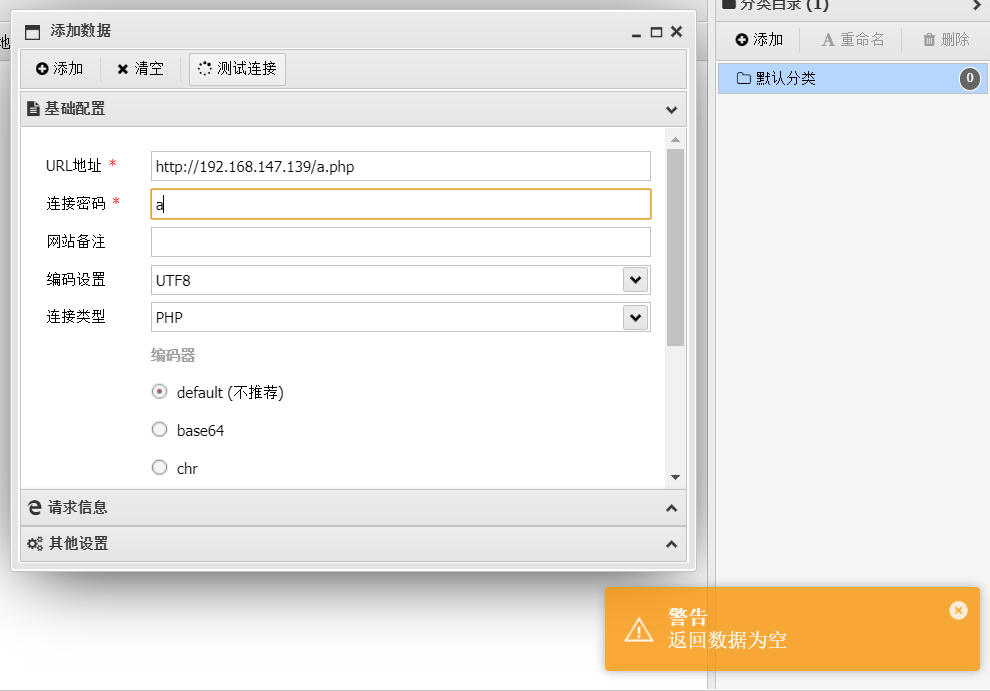 添加数据
添加 清空 测试连接
基础配置
URL地址 *
http://192.168.147.139/a.php
连接密码 *
a
网站备注
编码设置
UTF8
连接类型
PHP
编码器
default (不推荐)
base64
chr
请求信息
其他设置
地
分类目录 (1)
添加 重命名 删除
默认分类 0
警告
返回数据为空